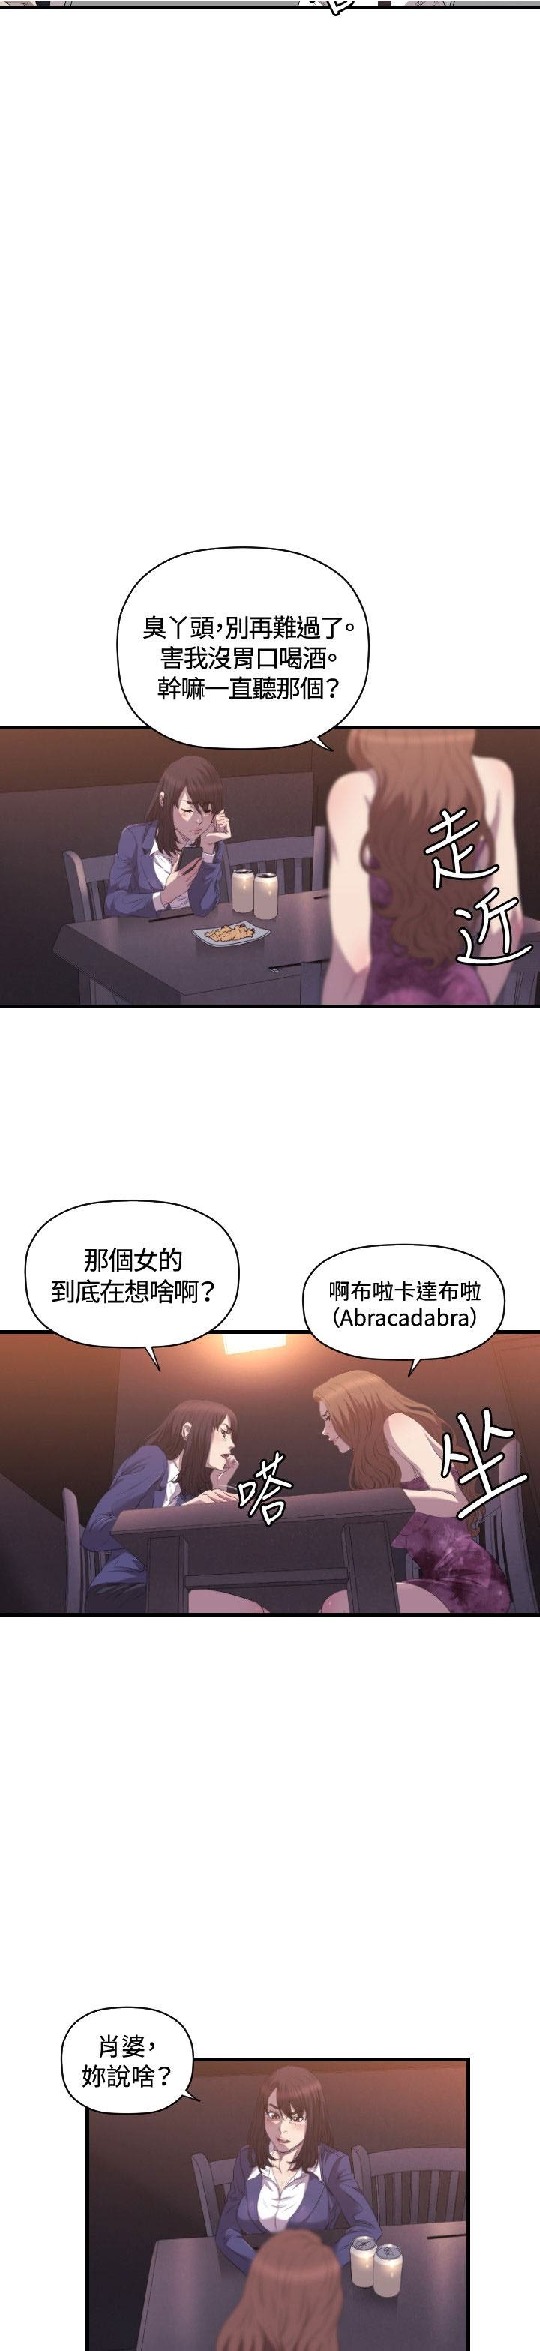 臭丫頭，別再難過了。
害我沒胃口喝酒。
幹嘛一直聽那個？
走近
那個女的
到底在想啥啊？
啊布啦卡達布啦
(Abracadabra)
嗒
坐
肖婆，
妳說啥？